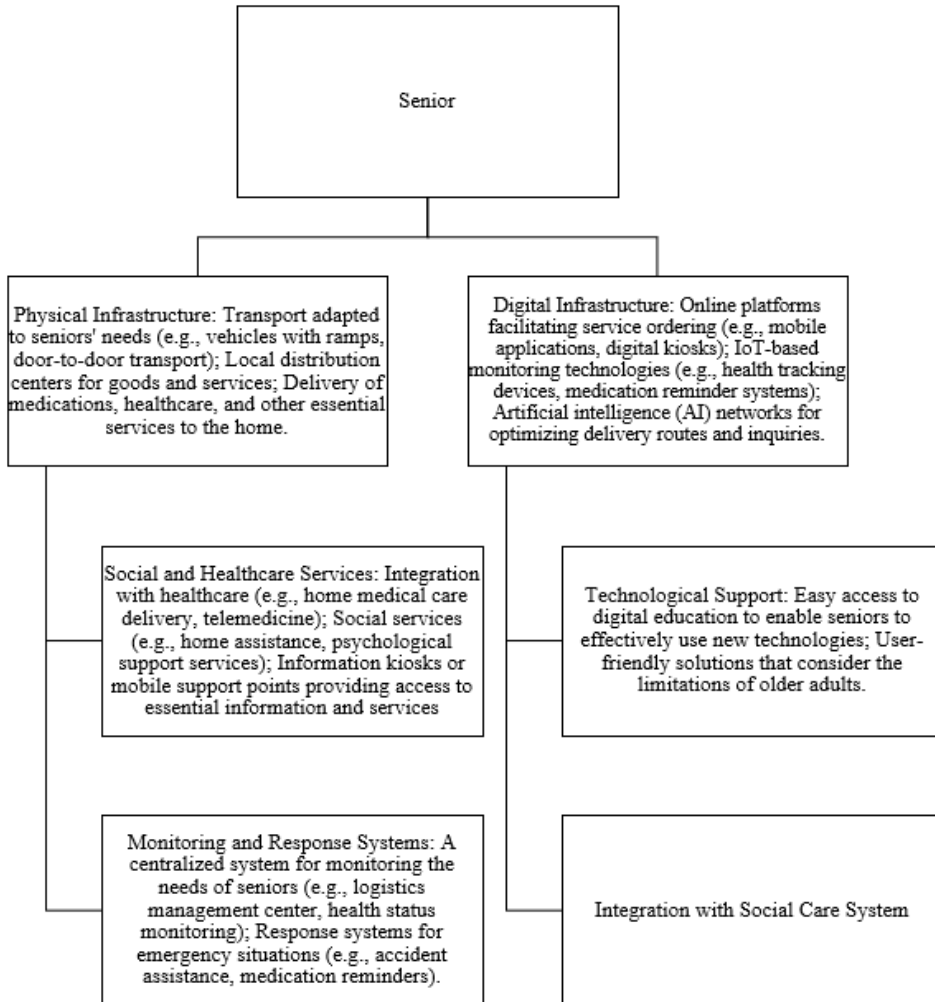 Senior
Physical Infrastructure: Transport adapted
to seniors' needs (e.g., vehicles with ramps,
door-to-door transport); Local distribution
centers for goods and services; Delivery of
medications, healthcare, and other essential
services to the home.
Digital Infrastructure: Online platforms
facilitating service ordering (e.g., mobile
applications, digital kiosks); IoT-based
monitoring technologies (e.g., health tracking
devices, medication reminder systems);
Artificial intelligence (AI) networks for
optimizing delivery routes and inquiries.
Social and Healthcare Services: Integration
with healthcare (e.g., home medical care
delivery, telemedicine); Social services
(e.g., home assistance, psychological
support services); Information kiosks or
mobile support points providing access to
essential information and services
Technological Support: Easy access to
digital education to enable seniors to
effectively use new technologies; User-
friendly solutions that consider the
limitations of older adults.
Monitoring and Response Systems: A
centralized system for monitoring the
needs of seniors (e.g., logistics
management center, health status
monitoring); Response systems for
emergency situations (e.g., accident
assistance, medication reminders).
Integration with Social Care System